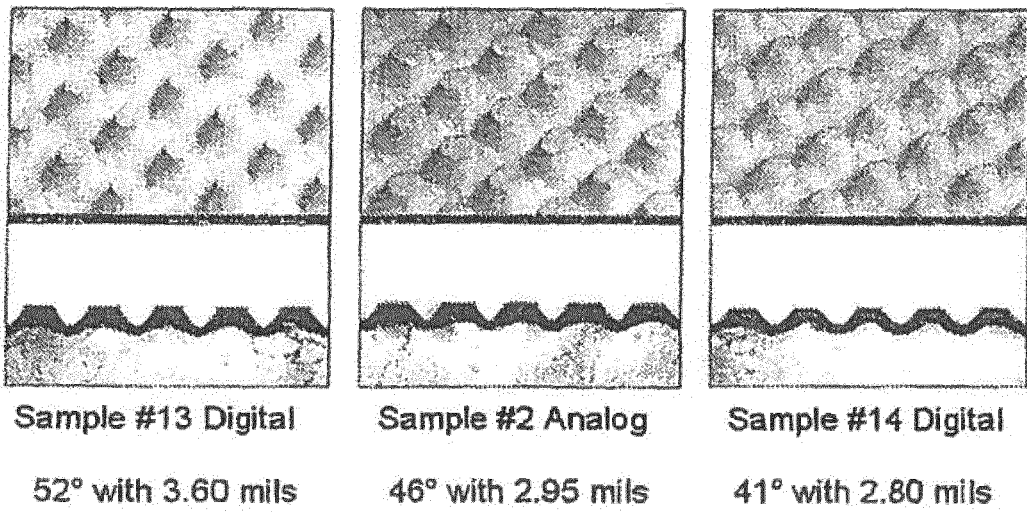 Sample #13 Digital
52° with 3.60 mils
Sample #2 Analog
46° with 2.95 mils
Sample #14 Digital
41° with 2.80 mils